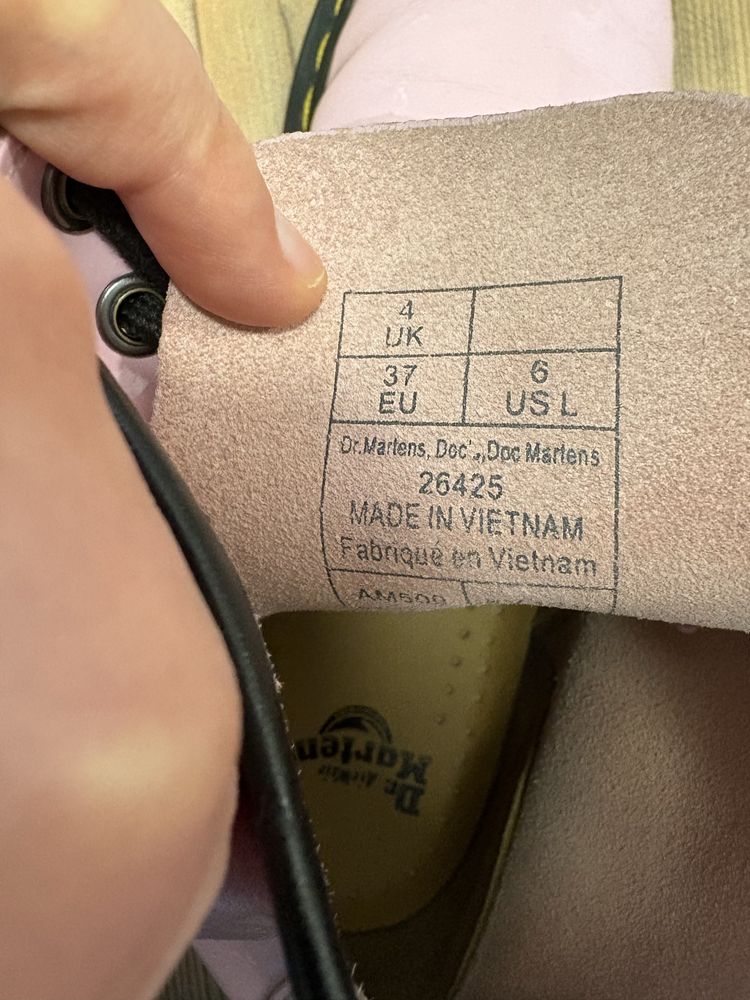 4
UK
37
EU
6
US L
Dr.Martens, Doc's, Doc Martens
26425
MADE IN VIETNAM
Fabriqué en Vietnam
Dr.
Martens